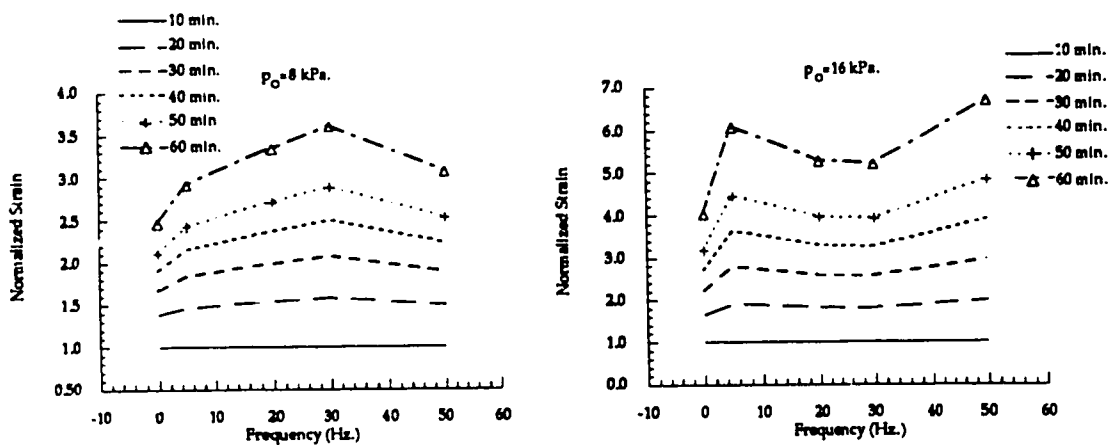 10 min.
20 min.
30 min.
40 min.
50 min
60 min.
p₀=8 kPa.
4.0
3.5
3.0
2.5
2.0
1.5
1.0
0.50
Normalized Strain
-10 0 10 20 30 40 50 60
Frequency (Hz.)
10 min.
20 min.
30 min.
40 min.
50 min.
60 min.
p₀=16 kPa.
7.0
6.0
5.0
4.0
3.0
2.0
1.0
0.0
Normalized Strain
-10 0 10 20 30 40 50 60
Frequency (Hz.)